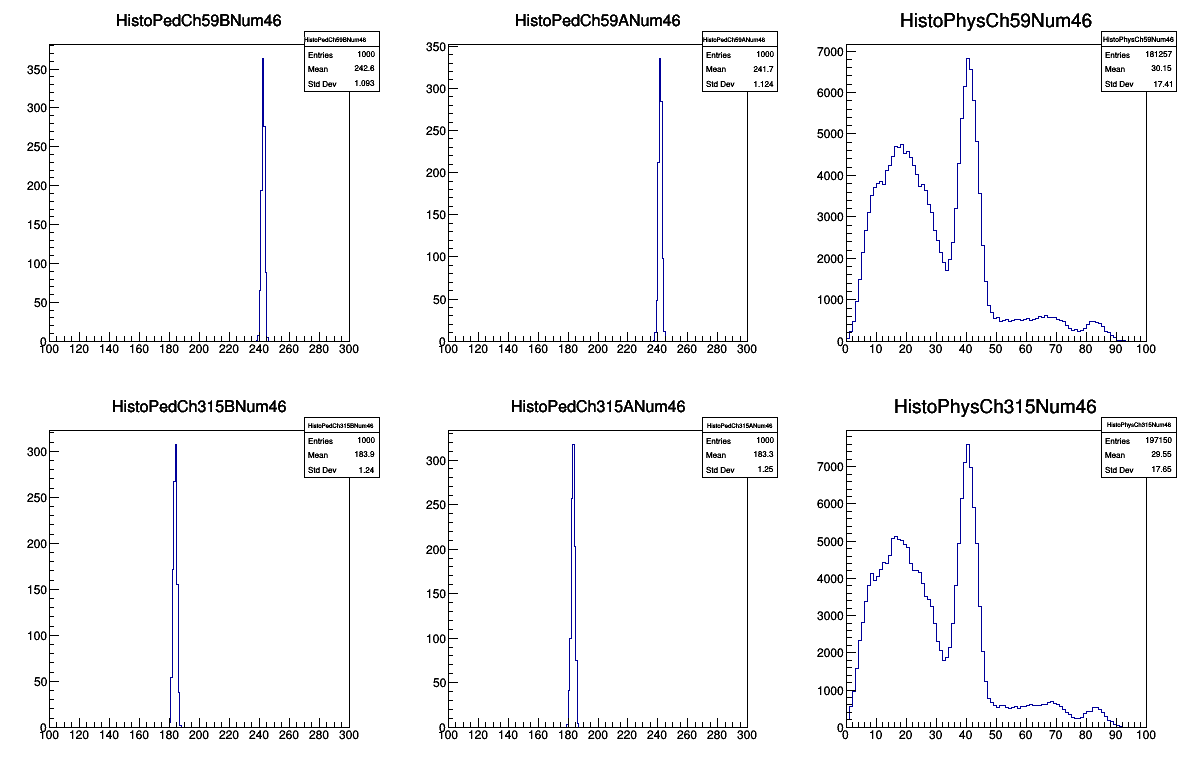 HistoPedCh59BNum46
HistoPedCh59BNum46
Entries 1000
Mean 242.6
Std Dev 1.093
350
300
250
200
150
100
50
0
100 120 140 160 180 200 220 240 260 280 300
HistoPedCh59ANum46
HistoPedCh59ANum46
Entries 1000
Mean 241.7
Std Dev 1.124
350
300
250
200
150
100
50
0
100 120 140 160 180 200 220 240 260 280 300
HistoPhysCh59Num46
HistoPhysCh59Num46
Entries 181257
Mean 30.15
Std Dev 17.41
7000
6000
5000
4000
3000
2000
1000
0
0 10 20 30 40 50 60 70 80 90 100
HistoPedCh315BNum46
HistoPedCh315BNum46
Entries 1000
Mean 183.9
Std Dev 1.24
300
250
200
150
100
50
0
100 120 140 160 180 200 220 240 260 280 300
HistoPedCh315ANum46
HistoPedCh315ANum46
Entries 1000
Mean 183.3
Std Dev 1.25
300
250
200
150
100
50
0
100 120 140 160 180 200 220 240 260 280 300
HistoPhysCh315Num46
HistoPhysCh315Num46
Entries 197150
Mean 29.55
Std Dev 17.65
7000
6000
5000
4000
3000
2000
1000
0
0 10 20 30 40 50 60 70 80 90 100